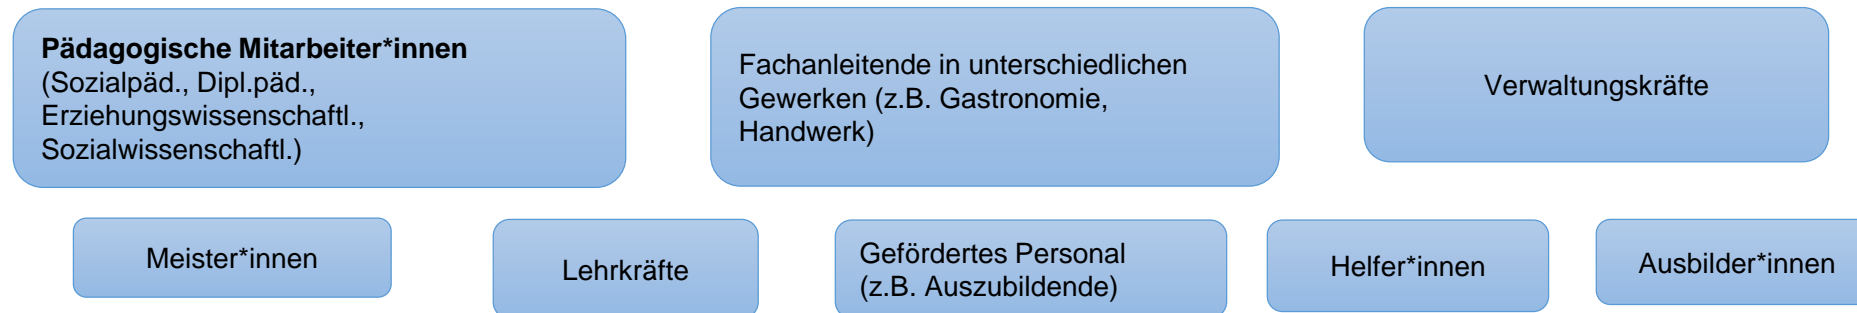 Pädagogische Mitarbeiter*innen
(Sozialpäd., Dipl.päd.,
Erziehungswissenschaftl.,
Sozialwissenschaftl.)
Fachanleitende in unterschiedlichen
Gewerken (z.B. Gastronomie,
Handwerk)
Verwaltungskräfte
Meister*innen
Lehrkräfte
Gefördertes Personal
(z.B. Auszubildende)
Helfer*innen
Ausbilder*innen